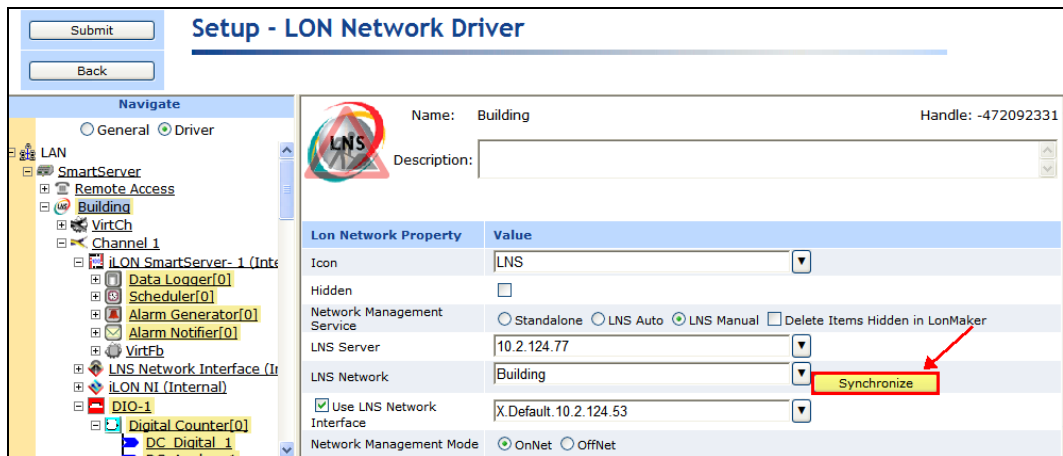 Submit
Setup - LON Network Driver
Back
Navigate
General Driver
LAN
SmartServer
Remote Access
Building
VirtCh
Channel 1
iLON SmartServer- 1 (Inte
Data Logger[0]
Scheduler[0]
Alarm Generator[0]
Alarm Notifier[0]
VirtFb
LNS Network Interface (I
iLON NI (Internal)
DIO-1
Digital Counter[0]
DC_Digital_1
LNS
Name: Building Handle: -472092331
Description:
Lon Network Property Value
Icon LNS
Hidden
Network Management Service Standalone LNS Auto LNS Manual Delete Items Hidden in LonMaker
LNS Server 10.2.124.77
LNS Network Building Synchronize
Use LNS Network Interface X.Default.10.2.124.53
Network Management Mode OnNet OffNet